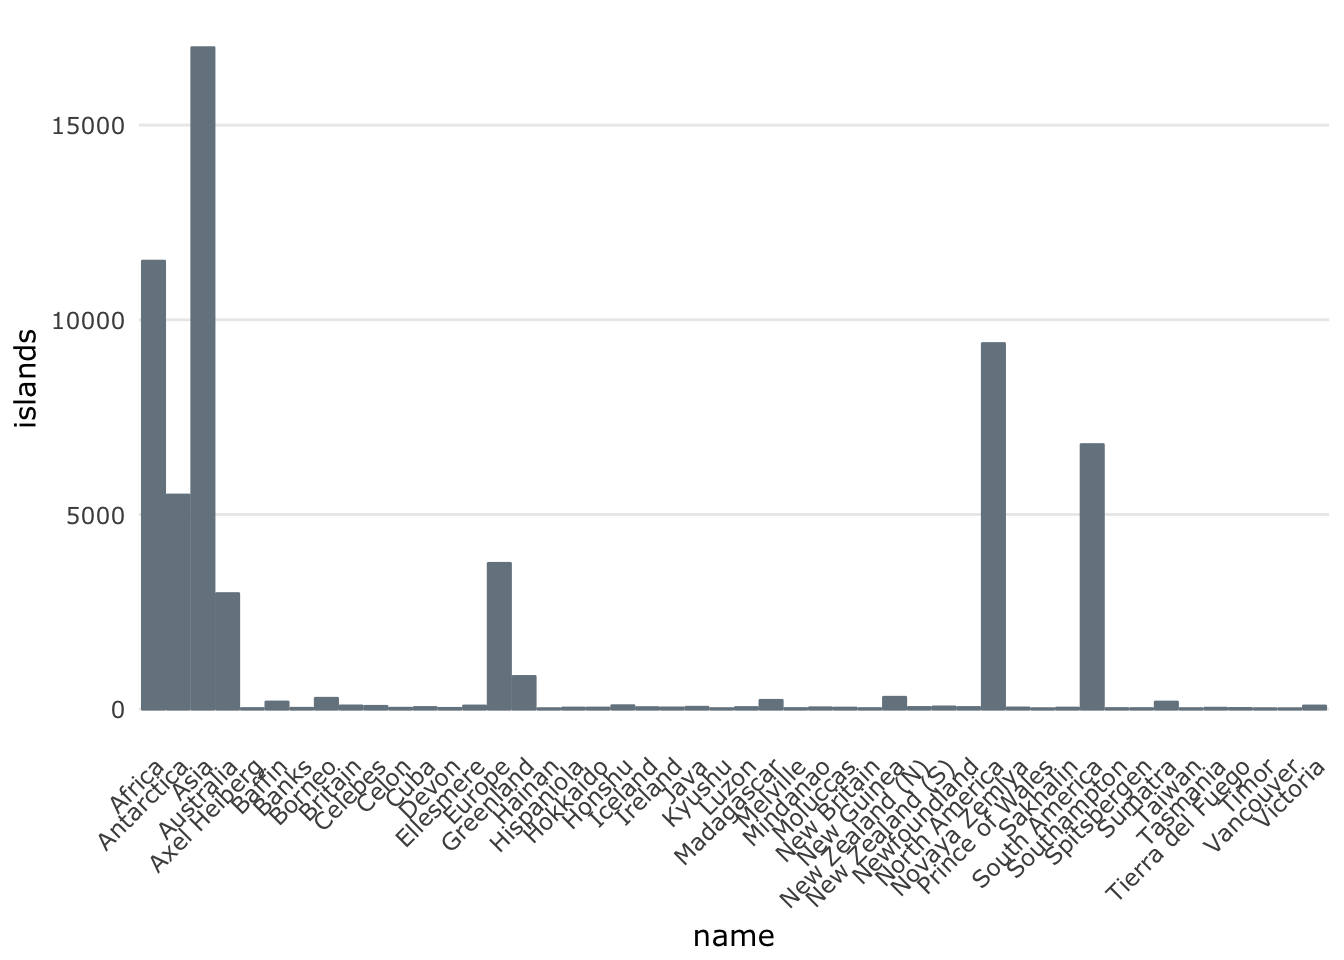 15000
10000
5000
0
islands
Africa
Antarctica
Asia
Australia
Axel Heiberg
Baffin
Banks
Borneo
Britain
Celebes
Celon
Cuba
Devon
Ellesmere
Europe
Greenland
Hainan
Hispaniola
Hokkaido
Honshu
Iceland
Ireland
Java
Kyushu
Luzon
Madagascar
Melville
Mindanao
Moluccas
New Britain
New Guinea
New Zealand (N)
New Zealand (S)
Newfoundland
North America
Novaya Zemlya
Prince of Wales
Sakhalin
South America
Southampton
Spitsbergen
Sumatra
Taiwan
Tasmania
Tierra del Fuego
Timor
Vancouver
Victoria
name